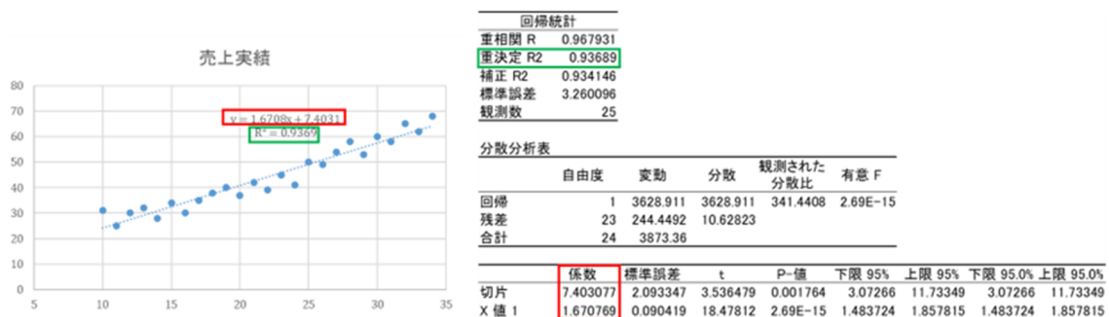 売上実績
80
70
60
50
40
30
20
10
0
5 10 15 20 25 30 35
y = 1.6708x + 7.4031
R² = 0.9369
回帰統計
重相関 R 0.967931
重決定 R2 0.93689
補正 R2 0.934146
標準誤差 3.260096
観測数 25
分散分析表
自由度 変動 分散 観測された分散比 有意 F
回帰 1 3628.911 3628.911 341.4408 2.69E-15
残差 23 244.4492 10.62823
合計 24 3873.36
係数 標準誤差 t P-値 下限 95% 上限 95% 下限 95.0% 上限 95.0%
切片 7.403077 2.093347 3.536479 0.001764 3.07266 11.73349 3.07266 11.73349
X 値 1 1.670769 0.090419 18.47812 2.69E-15 1.483724 1.857815 1.483724 1.857815